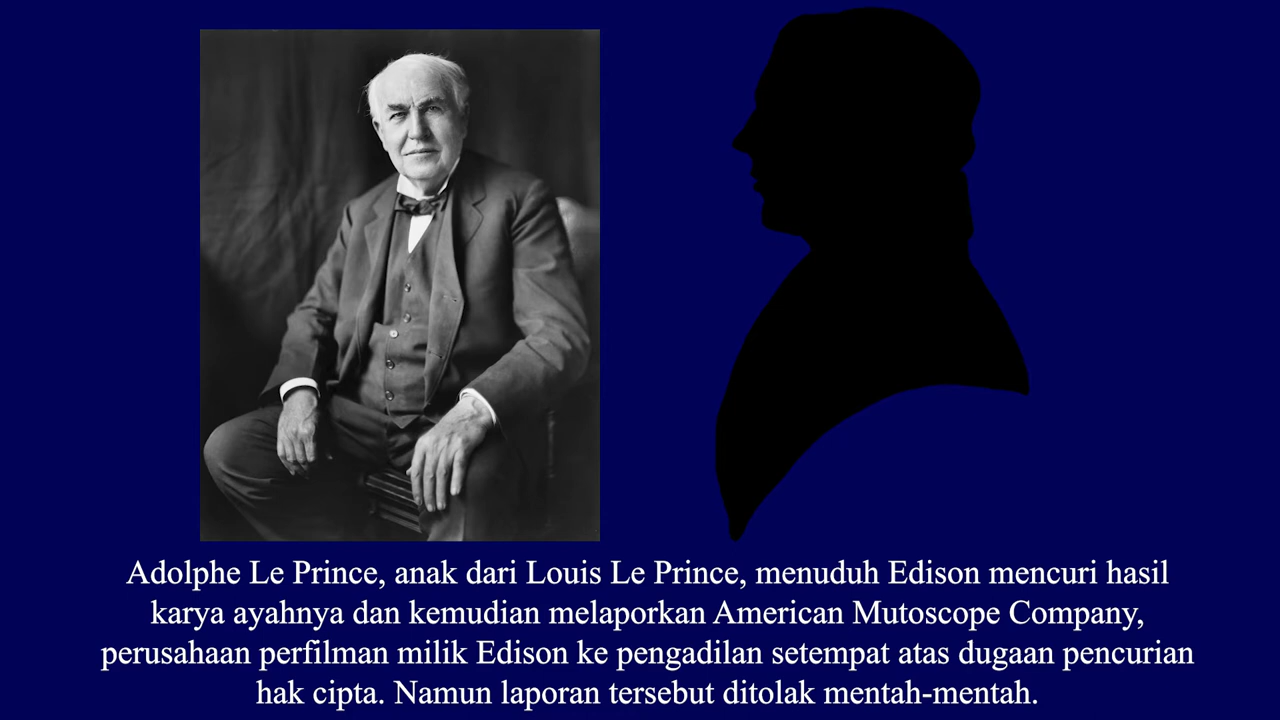 Adolphe Le Prince, anak dari Louis Le Prince, menuduh Edison mencuri hasil
karya ayahnya dan kemudian melaporkan American Mutoscope Company,
perusahaan perfilman milik Edison ke pengadilan setempat atas dugaan pencurian
hak cipta. Namun laporan tersebut ditolak mentah-mentah.